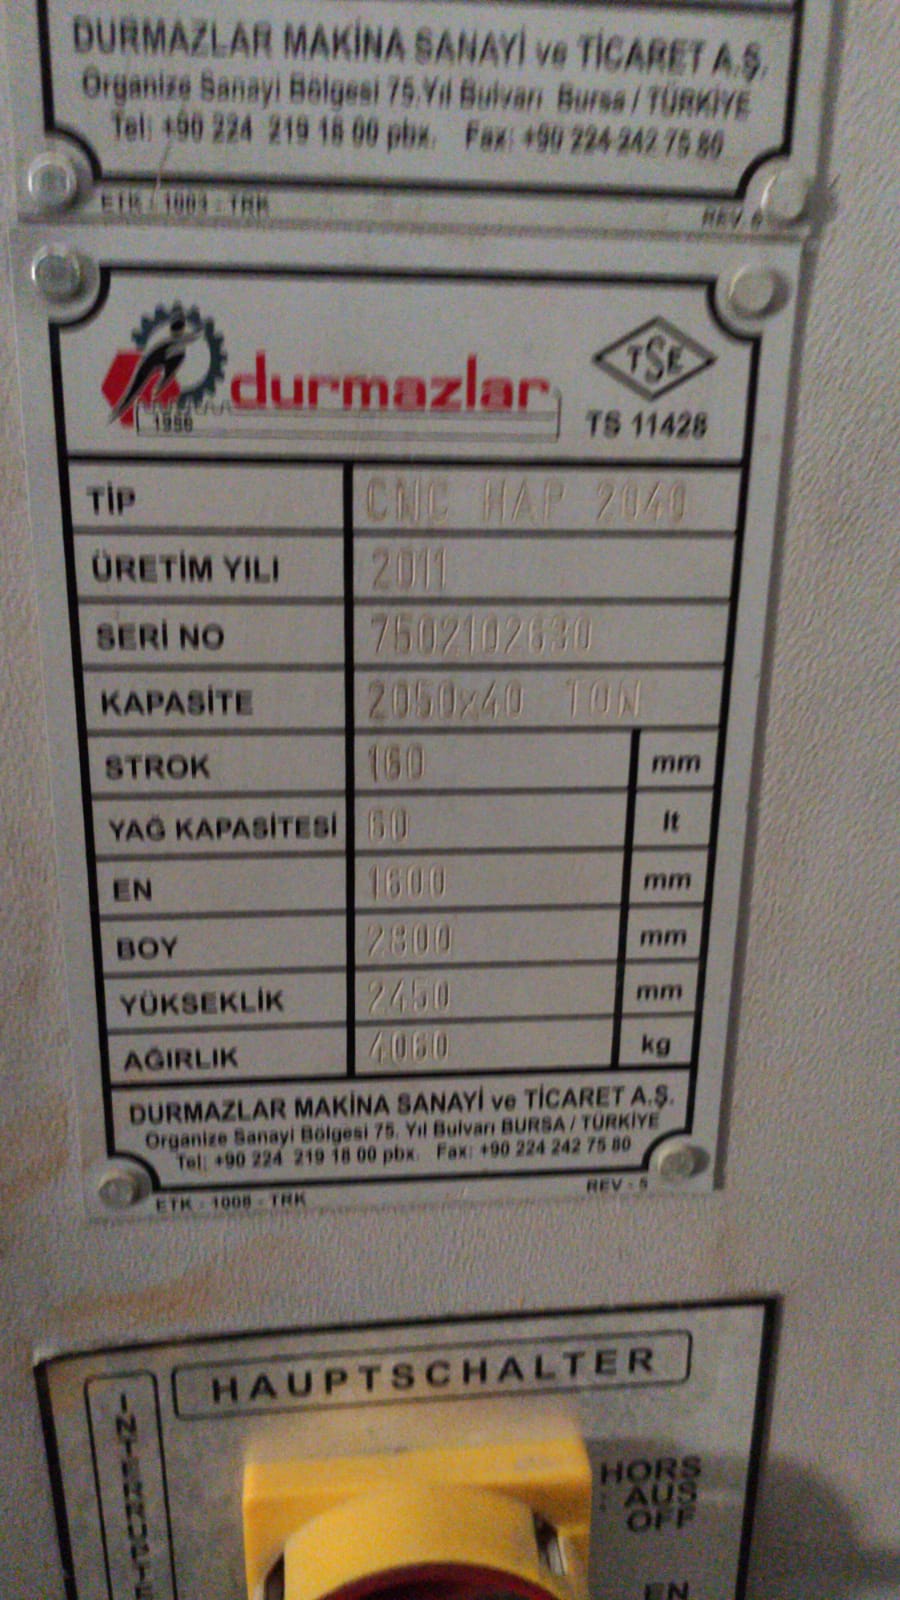 DURMAZLAR MAKİNA SANAYİ ve TİCARET A.Ş.
Organize Sanayi Bölgesi 75.Yıl Bulvarı Bursa / TÜRKİYE
Tel: +90 224 219 18 00 pbx. Fax: +90 224 242 75 80
ETK - 1003 - TRK
REV- 6
durmazlar
1956
TSE
TS 11428
TİP CNC HAP 2040
ÜRETİM YILI 2011
SERİ NO 7502102630
KAPASİTE 2050x40 TON
STROK 160 mm
YAĞ KAPASİTESİ 60 lt
EN 1600 mm
BOY 2800 mm
YÜKSEKLİK 2450 mm
AĞIRLIK 4060 kg
DURMAZLAR MAKİNA SANAYİ ve TİCARET A.Ş.
Organize Sanayi Bölgesi 75. Yıl Bulvarı BURSA / TÜRKİYE
Tel: +90 224 219 18 00 pbx. Fax: +90 224 242 75 80
ETK - 1008 - TRK
REV - 5
HAUPTSCHALTER
HORS
AUS
OFF
EN